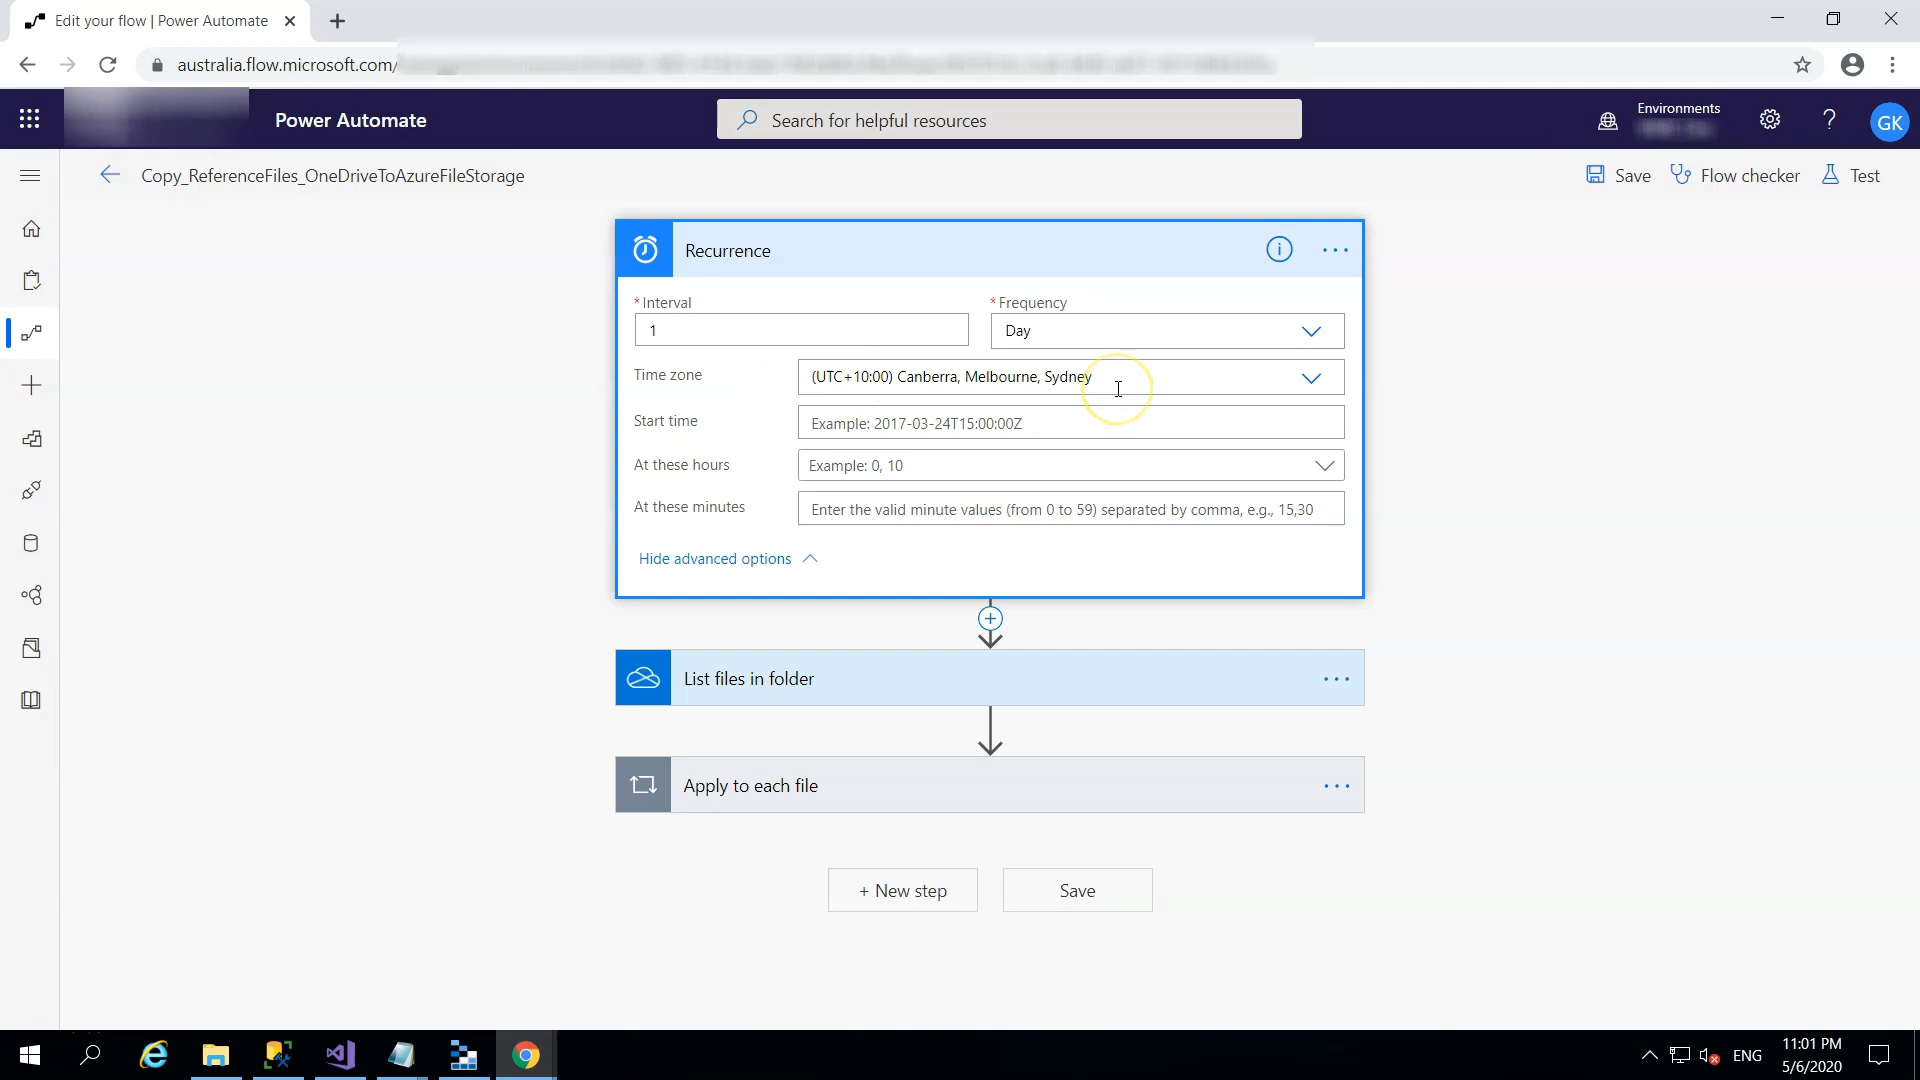 Edit your flow | Power Automate
australia.flow.microsoft.com/
Power Automate
Search for helpful resources
Environments
GK
Copy_ReferenceFiles_OneDriveToAzureFileStorage
Save
Flow checker
Test
Recurrence
* Interval
* Frequency
1
Day
Time zone
(UTC+10:00) Canberra, Melbourne, Sydney
Start time
Example: 2017-03-24T15:00:00Z
At these hours
Example: 0, 10
At these minutes
Enter the valid minute values (from 0 to 59) separated by comma, e.g., 15,30
Hide advanced options
List files in folder
Apply to each file
+ New step
Save
ENG
11:01 PM
5/6/2020